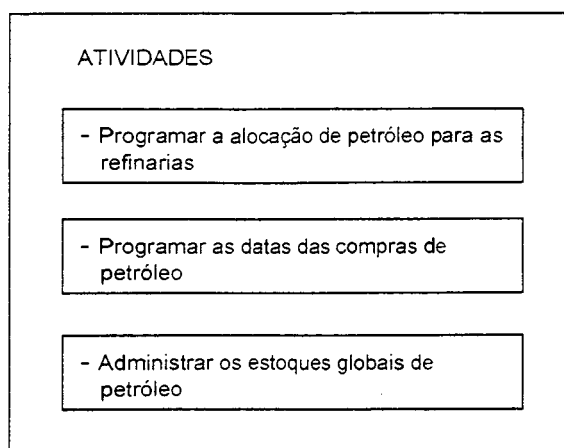 ATIVIDADES
- Programar a alocação de petróleo para as
refinarias
- Programar as datas das compras de
petróleo
- Administrar os estoques globais de
petróleo